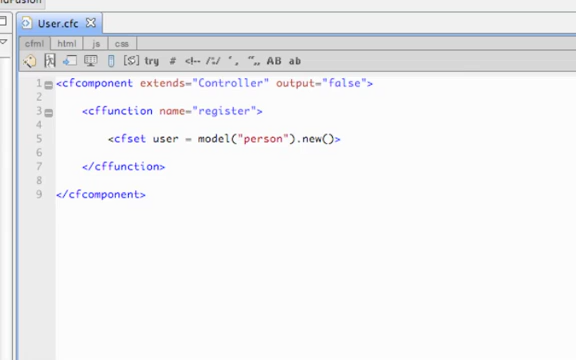 User.cfc
cfml html js css
try # <!-- /*./ AB ab
1 <cfcomponent extends="Controller" output="false">
2
3 <cffunction name="register">
4
5 <cfset user = model("person").new()>
6
7 </cffunction>
8
9 </cfcomponent>